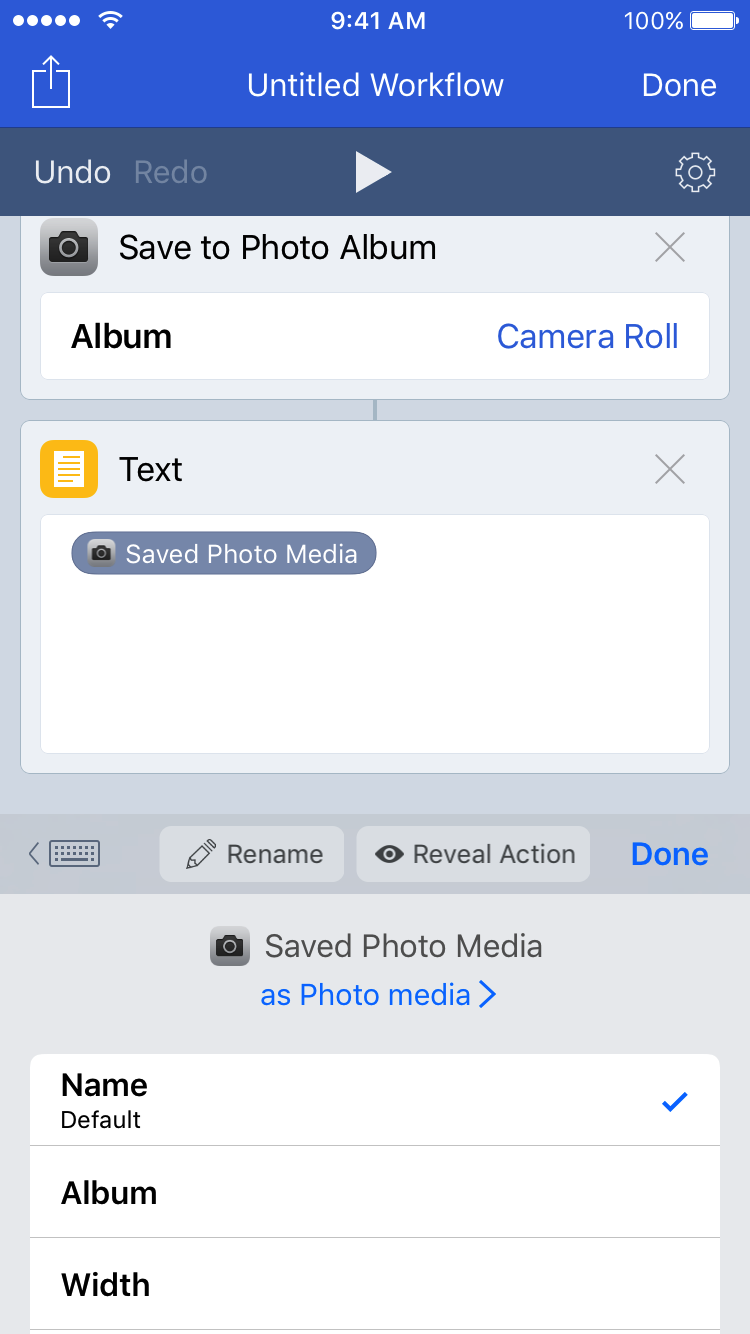 9:41 AM 100%
Untitled Workflow Done
Undo Redo
Save to Photo Album
Album Camera Roll
Text
Saved Photo Media
Rename Reveal Action Done
Saved Photo Media
as Photo media
Name
Default
Album
Width